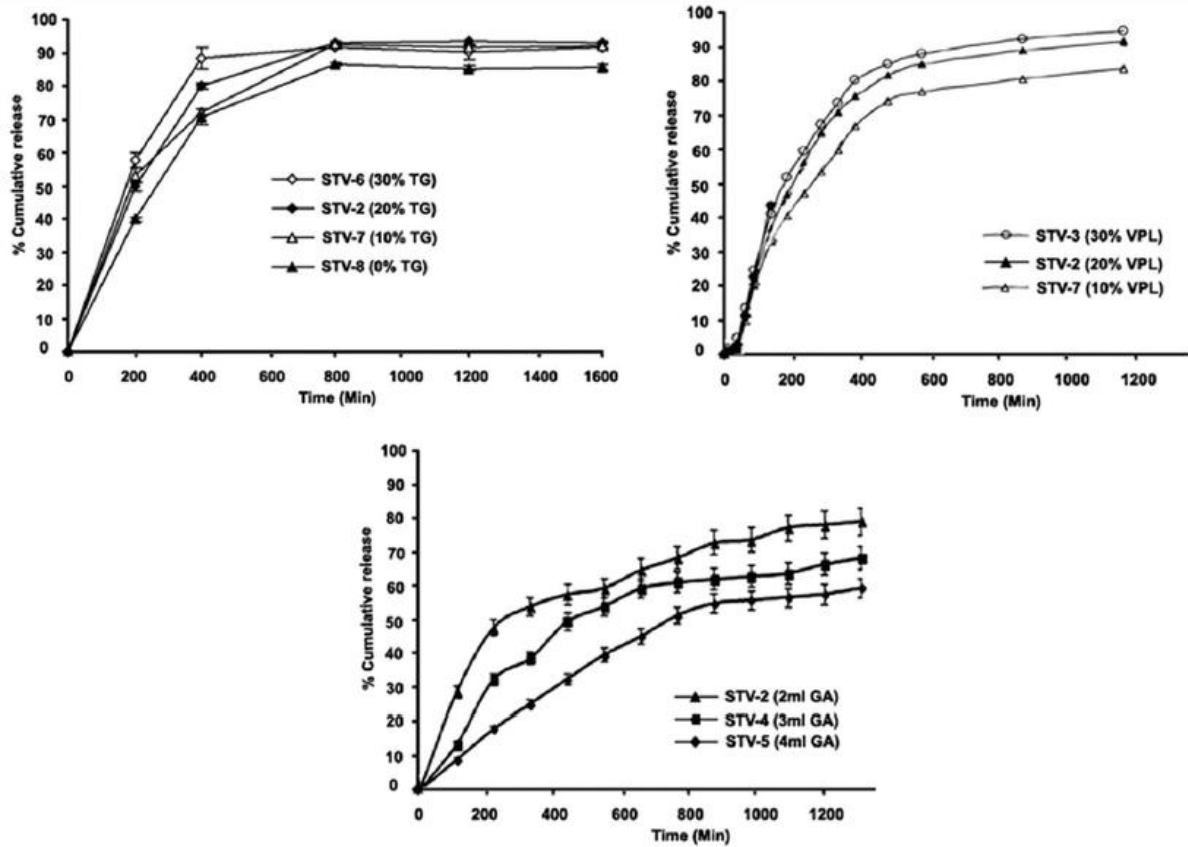 % Cumulative release
100
90
80
70
60
50
40
30
20
10
0
STV-6 (30% TG)
STV-2 (20% TG)
STV-7 (10% TG)
STV-8 (0% TG)
0 200 400 600 800 1000 1200 1400 1600
Time (Min)
% Cumulative release
100
90
80
70
60
50
40
30
20
10
0
STV-3 (30% VPL)
STV-2 (20% VPL)
STV-7 (10% VPL)
0 200 400 600 800 1000 1200
Time (Min)
% Cumulative release
100
90
80
70
60
50
40
30
20
10
0
STV-2 (2ml GA)
STV-4 (3ml GA)
STV-5 (4ml GA)
0 200 400 600 800 1000 1200
Time (Min)